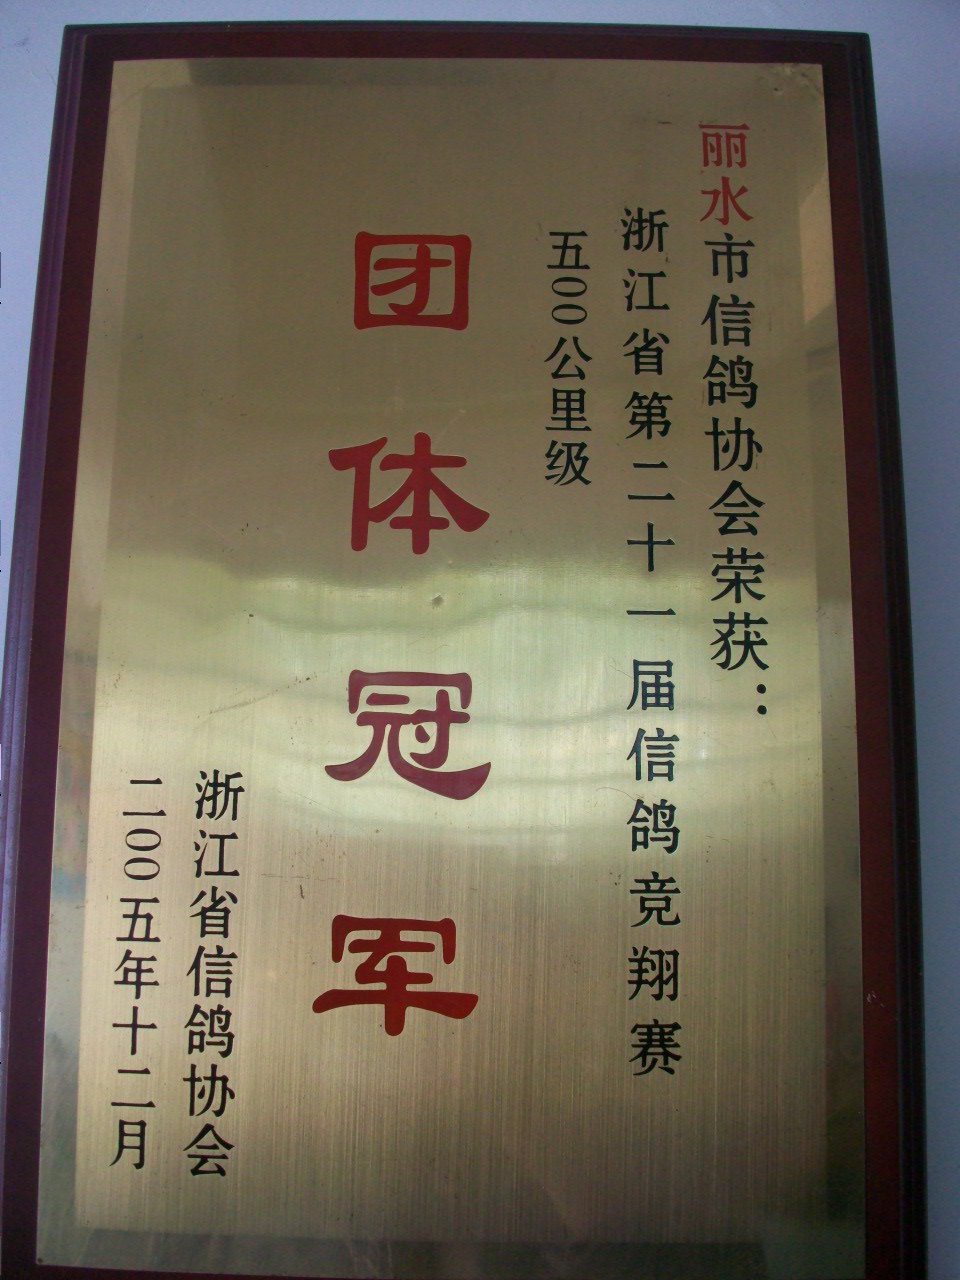 丽水市信鸽协会荣获：
浙江省第二十一届信鸽竞翔赛
五00公里级
团体冠军
浙江省信鸽协会
二00五年十二月